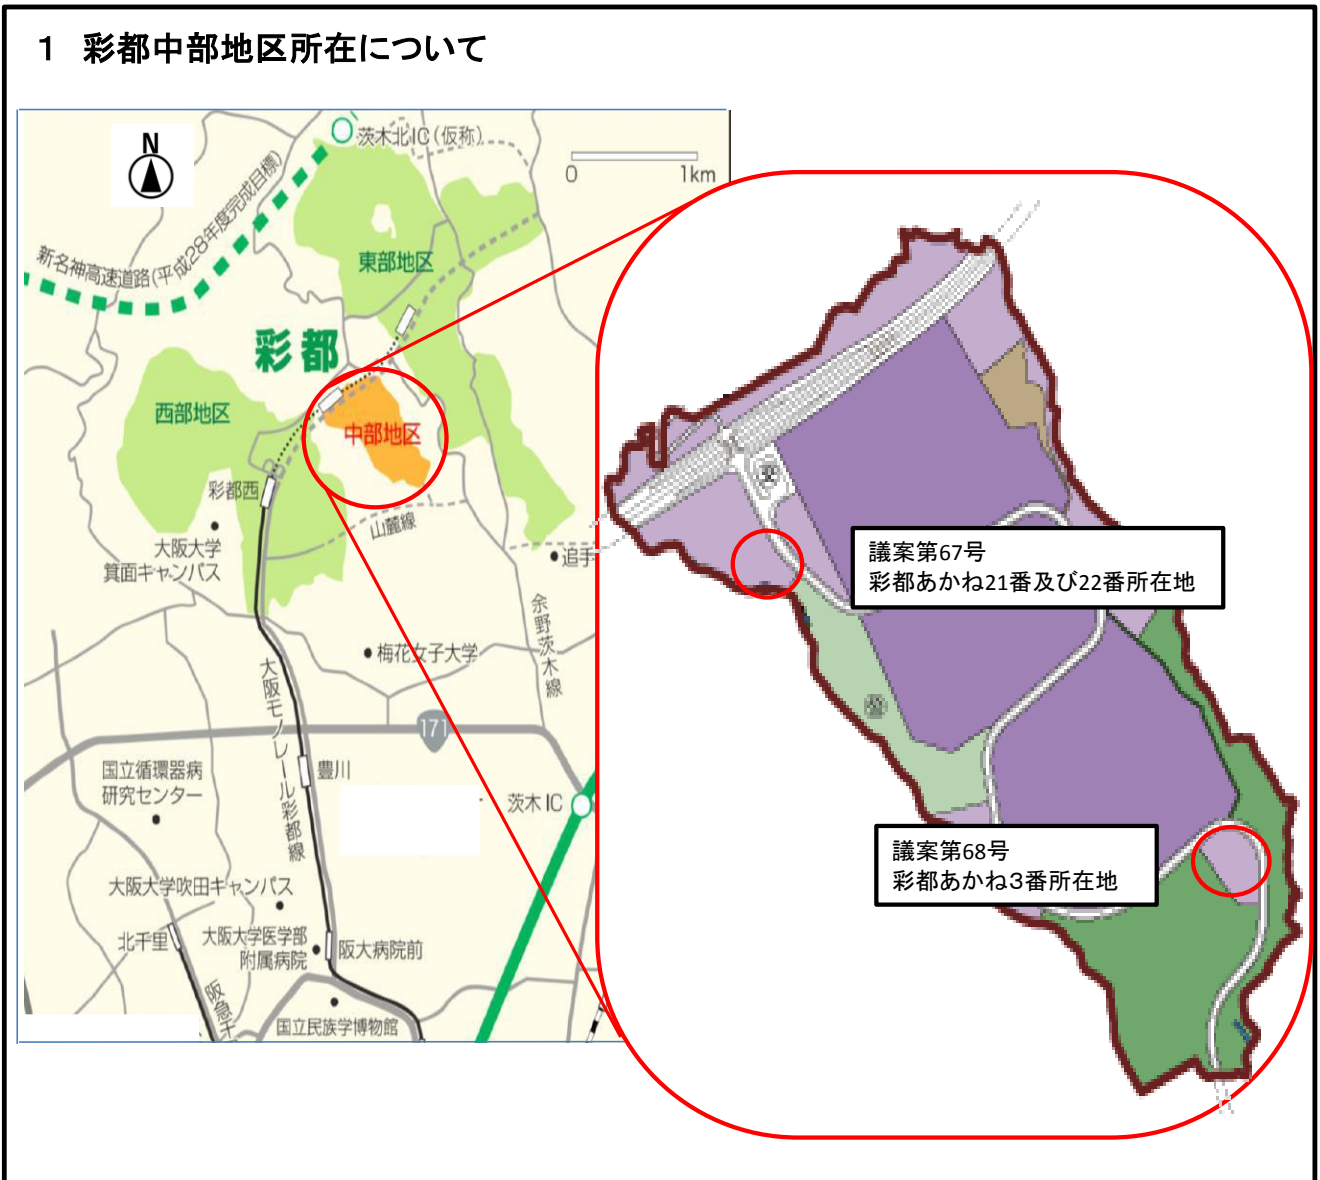 1 彩都中部地区所在について
N
茨木北IC(仮称)
0 1km
新名神高速道路(平成28年度完成目標)
東部地区
彩都
西部地区
中部地区
彩都西
山麓線
大阪大学
箕面キャンパス
追手
余野茨木線
梅花女子大学
大阪モノレール彩都線
171
国立循環器病
研究センター
豊川
茨木IC
大阪大学吹田キャンパス
北千里
大阪大学医学部
附属病院
阪大病院前
阪急千
国立民族学博物館
議案第67号
彩都あかね21番及び22番所在地
議案第68号
彩都あかね3番所在地